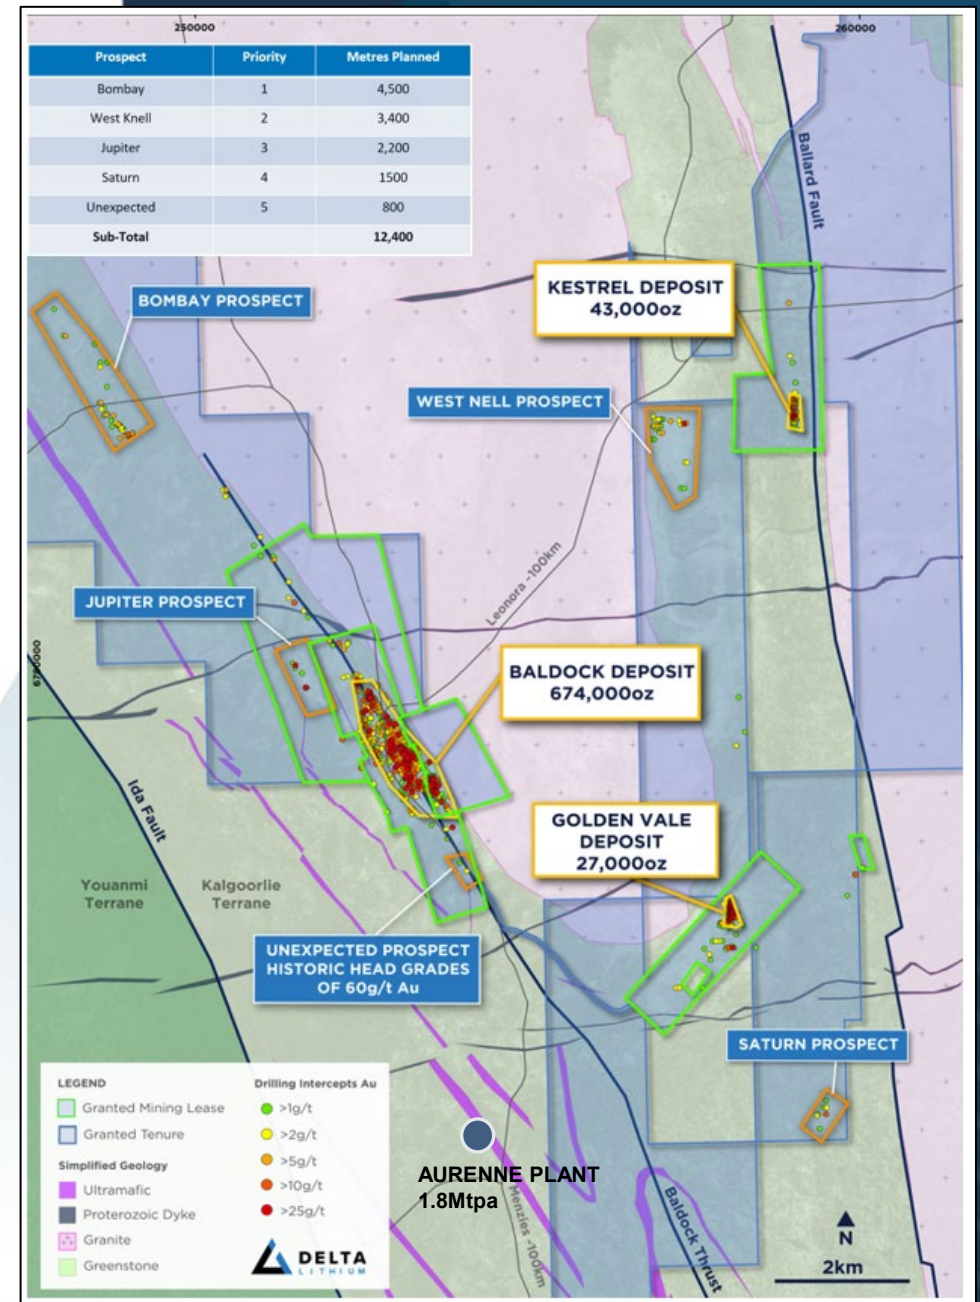 250000
260000
Prospect Priority Metres Planned
Bombay 1 4,500
West Knell 2 3,400
Jupiter 3 2,200
Saturn 4 1500
Unexpected 5 800
Sub-Total 12,400
Ballard Fault
KESTREL DEPOSIT
43,000oz
BOMBAY PROSPECT
WEST NELL PROSPECT
Leonora ~100km
JUPITER PROSPECT
BALDOCK DEPOSIT
674,000oz
Ida Fault
GOLDEN VALE
DEPOSIT
27,000oz
Youanmi
Terrane
Kalgoorlie
Terrane
UNEXPECTED PROSPECT
HISTORIC HEAD GRADES
OF 60g/t Au
SATURN PROSPECT
LEGEND
Granted Mining Lease
Granted Tenure
Simplified Geology
Ultramafic
Proterozoic Dyke
Granite
Greenstone
Drilling Intercepts Au
>1g/t
>2g/t
>5g/t
>10g/t
>25g/t
DELTA
LITHIUM
AURENNE PLANT
1.8Mtpa
Menzies ~100km
Baldock Thrust
N
2km